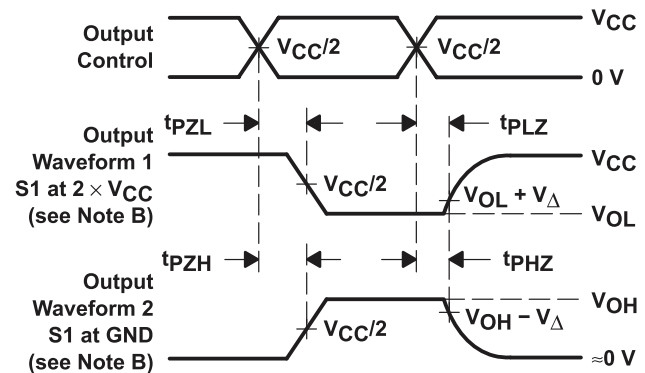 VCC
Output
Control
VCC/2
VCC/2
0 V
tPZL
tPLZ
Output
Waveform 1
S1 at 2 × VCC
(see Note B)
VCC
VCC/2
VOL + VΔ
VOL
tPZH
tPHZ
Output
Waveform 2
S1 at GND
(see Note B)
VOH
VCC/2
VOH − VΔ
≈0 V